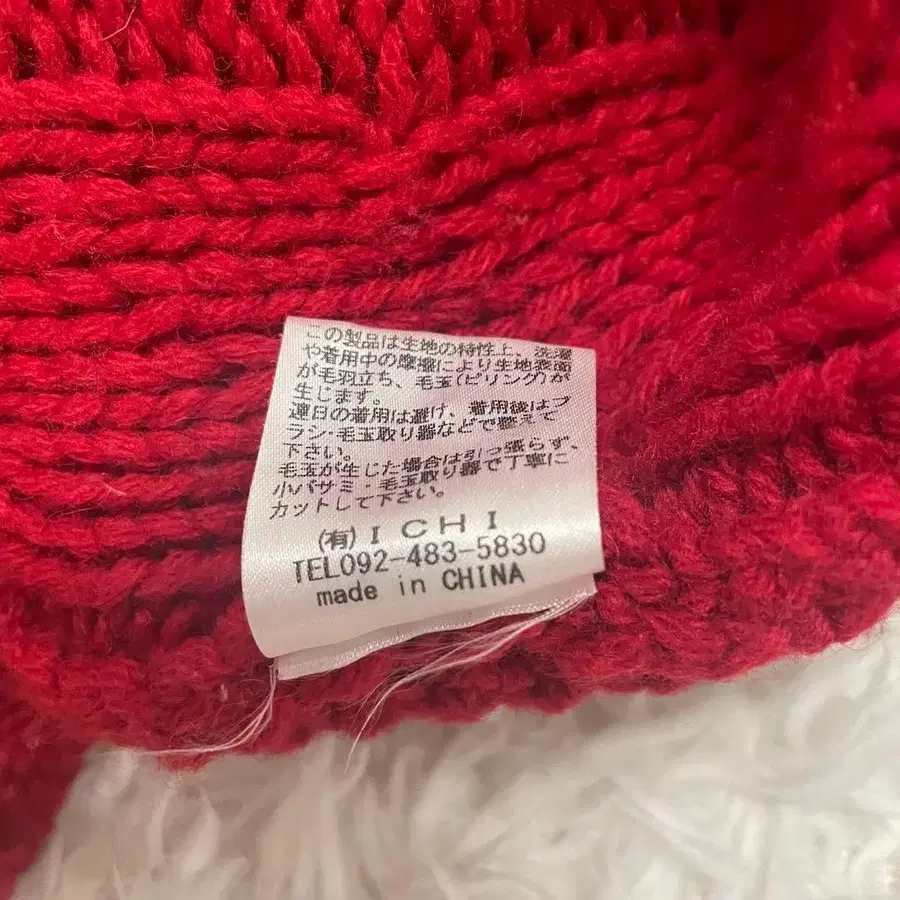 この製品は生地の特性上、洗濯
や着用中の摩擦により生地表面
が毛羽立ち、毛玉(ピリング)が
生じます。
連日の着用は避け、着用後はブ
ラシ・毛玉取り器などで整えて
下さい。
毛玉が生じた場合は引っ張らず、
小バサミ・毛玉取り器で丁寧に
カットして下さい。
(有)ICHI
TEL092-483-5830
made in CHINA